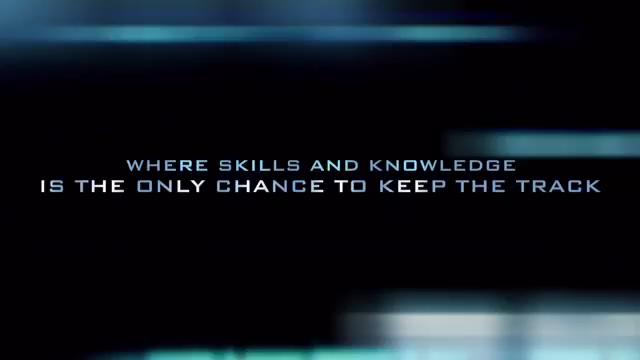 WHERE SKILLS AND KNOWLEDGE
IS THE ONLY CHANCE TO KEEP THE TRACK